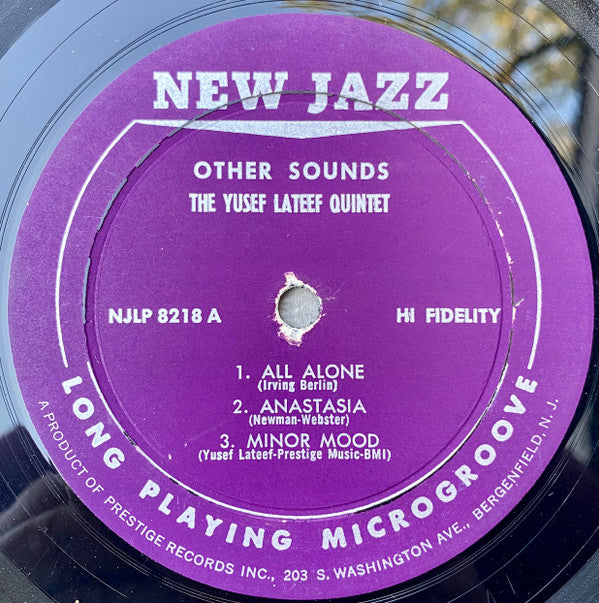 NEW JAZZ
OTHER SOUNDS
THE YUSEF LATEEF QUINTET
NJLP 8218 A
HI FIDELITY
1. ALL ALONE
(Irving Berlin)
2. ANASTASIA
(Newman-Webster)
3. MINOR MOOD
(Yusef Lateef-Prestige Music-BMI)
LONG PLAYING MICROGROOVE
A PRODUCT OF PRESTIGE RECORDS INC., 203 S. WASHINGTON AVE., BERGENFIELD, N. J.